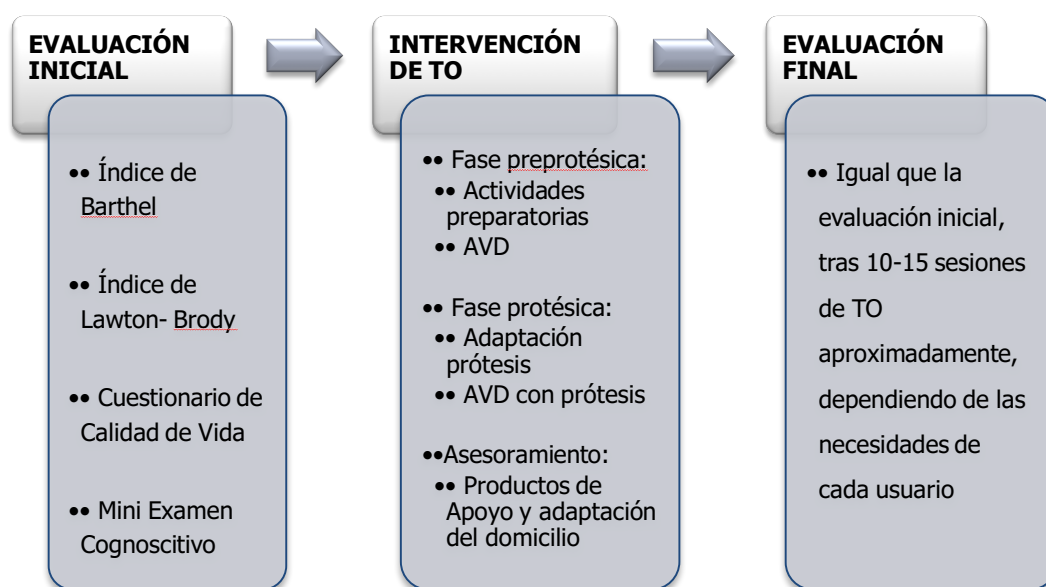 EVALUACIÓN
INICIAL
•• Índice de
Barthel
•• Índice de
Lawton- Brody
•• Cuestionario de
Calidad de Vida
•• Mini Examen
Cognoscitivo
INTERVENCIÓN
DE TO
•• Fase preprotésica:
•• Actividades
preparatorias
•• AVD
•• Fase protésica:
•• Adaptación
prótesis
•• AVD con prótesis
••Asesoramiento:
•• Productos de
Apoyo y adaptación
del domicilio
EVALUACIÓN
FINAL
•• Igual que la
evaluación inicial,
tras 10-15 sesiones
de TO
aproximadamente,
dependiendo de las
necesidades de
cada usuario